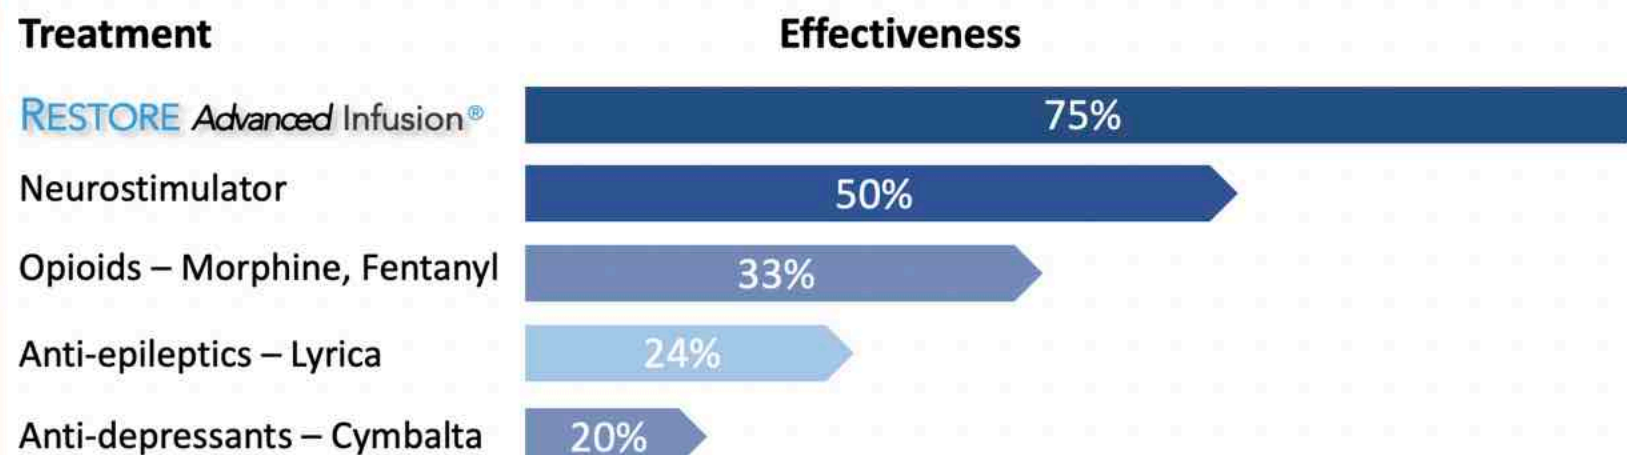 Treatment Effectiveness
RESTORE Advanced Infusion® 75%
Neurostimulator 50%
Opioids – Morphine, Fentanyl 33%
Anti-epileptics – Lyrica 24%
Anti-depressants – Cymbalta 20%